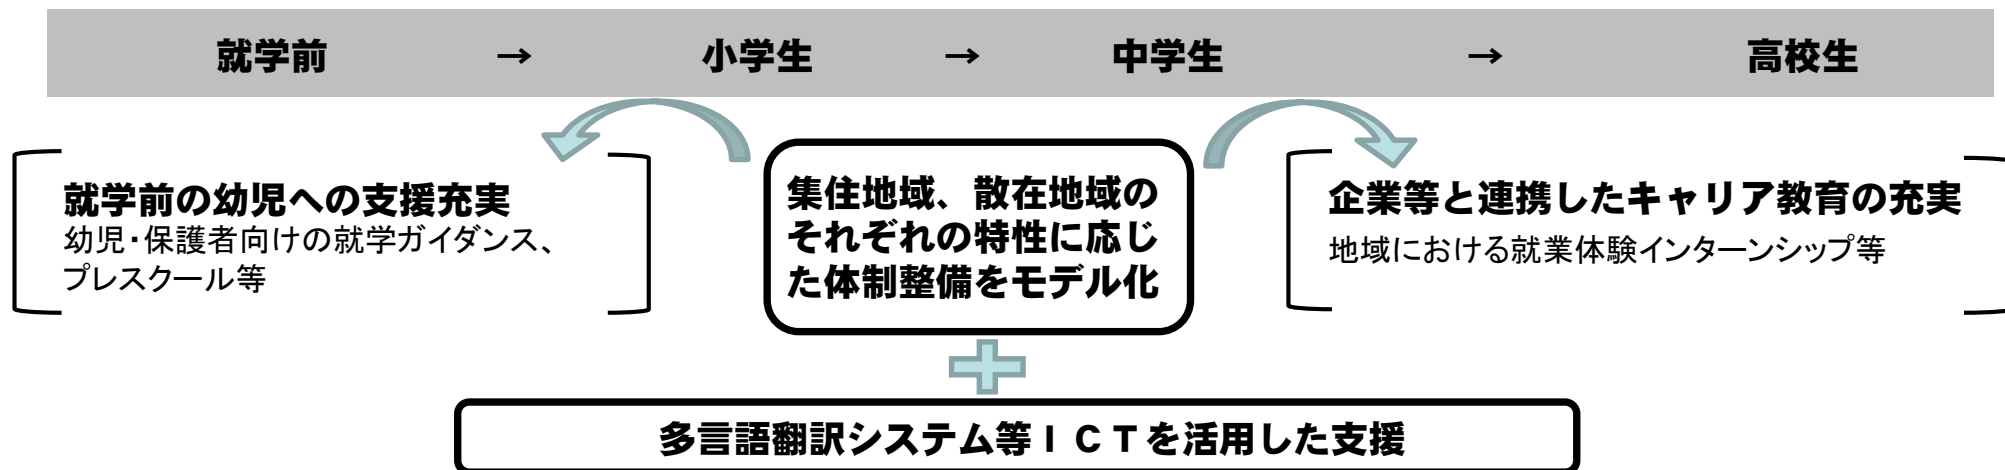 就学前 → 小学生 → 中学生 → 高校生
就学前の幼児への支援充実
幼児・保護者向けの就学ガイダンス、
プレスクール等
集住地域、散在地域の
それぞれの特性に応じ
た体制整備をモデル化
企業等と連携したキャリア教育の充実
地域における就業体験インターンシップ等
多言語翻訳システム等ＩＣＴを活用した支援